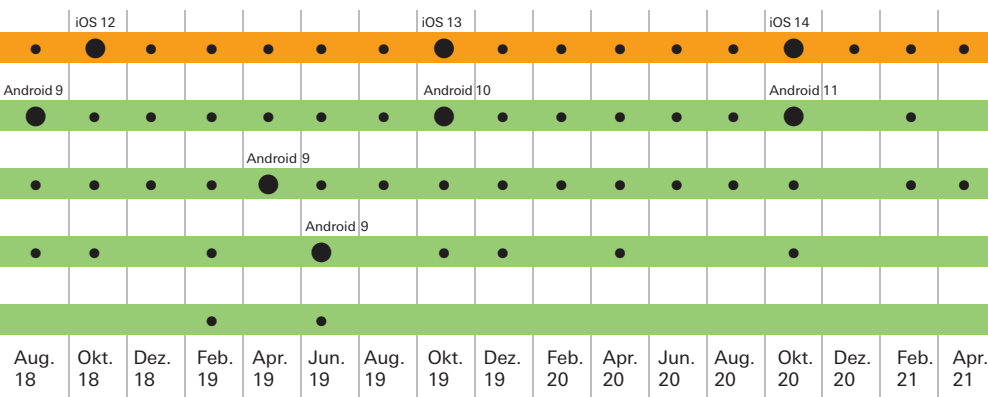 iOS 12
iOS 13
iOS 14
Android 9
Android 10
Android 11
Android 9
Android 9
Aug. Okt. Dez. Feb. Apr. Jun. Aug. Okt. Dez. Feb. Apr. Jun. Aug. Okt. Dez. Feb. Apr.
18 18 18 19 19 19 19 19 19 20 20 20 20 20 20 21 21